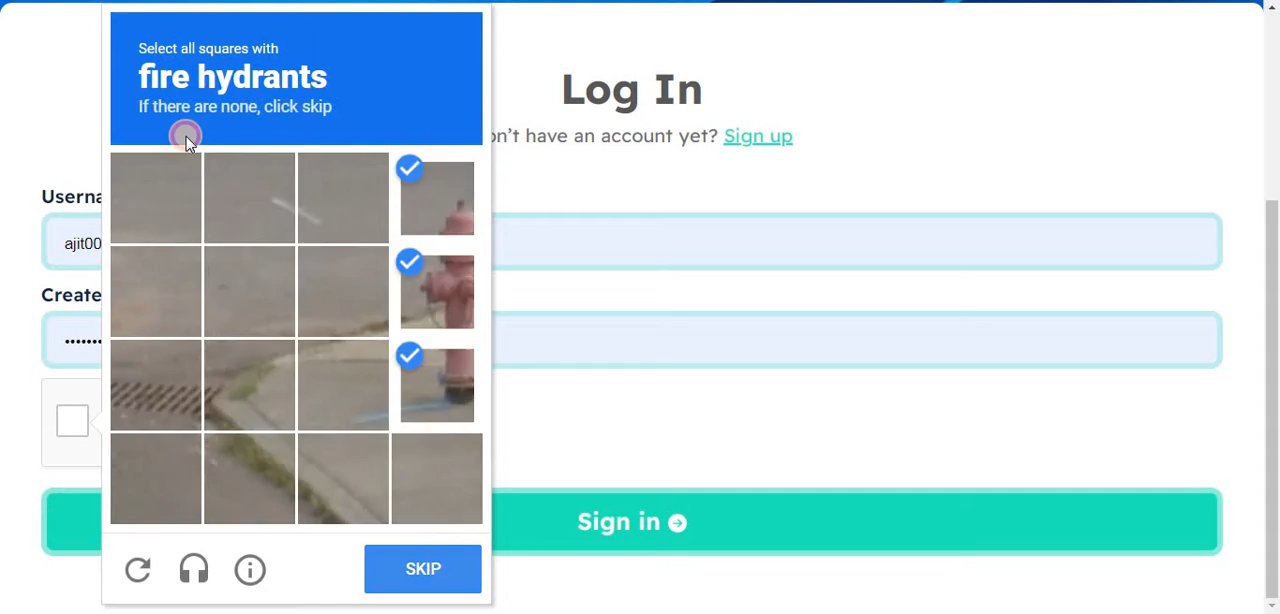 Select all squares with
fire hydrants
If there are none, click skip
Log In
on't have an account yet? Sign up
Userna
ajit00
Create
SKIP
Sign in